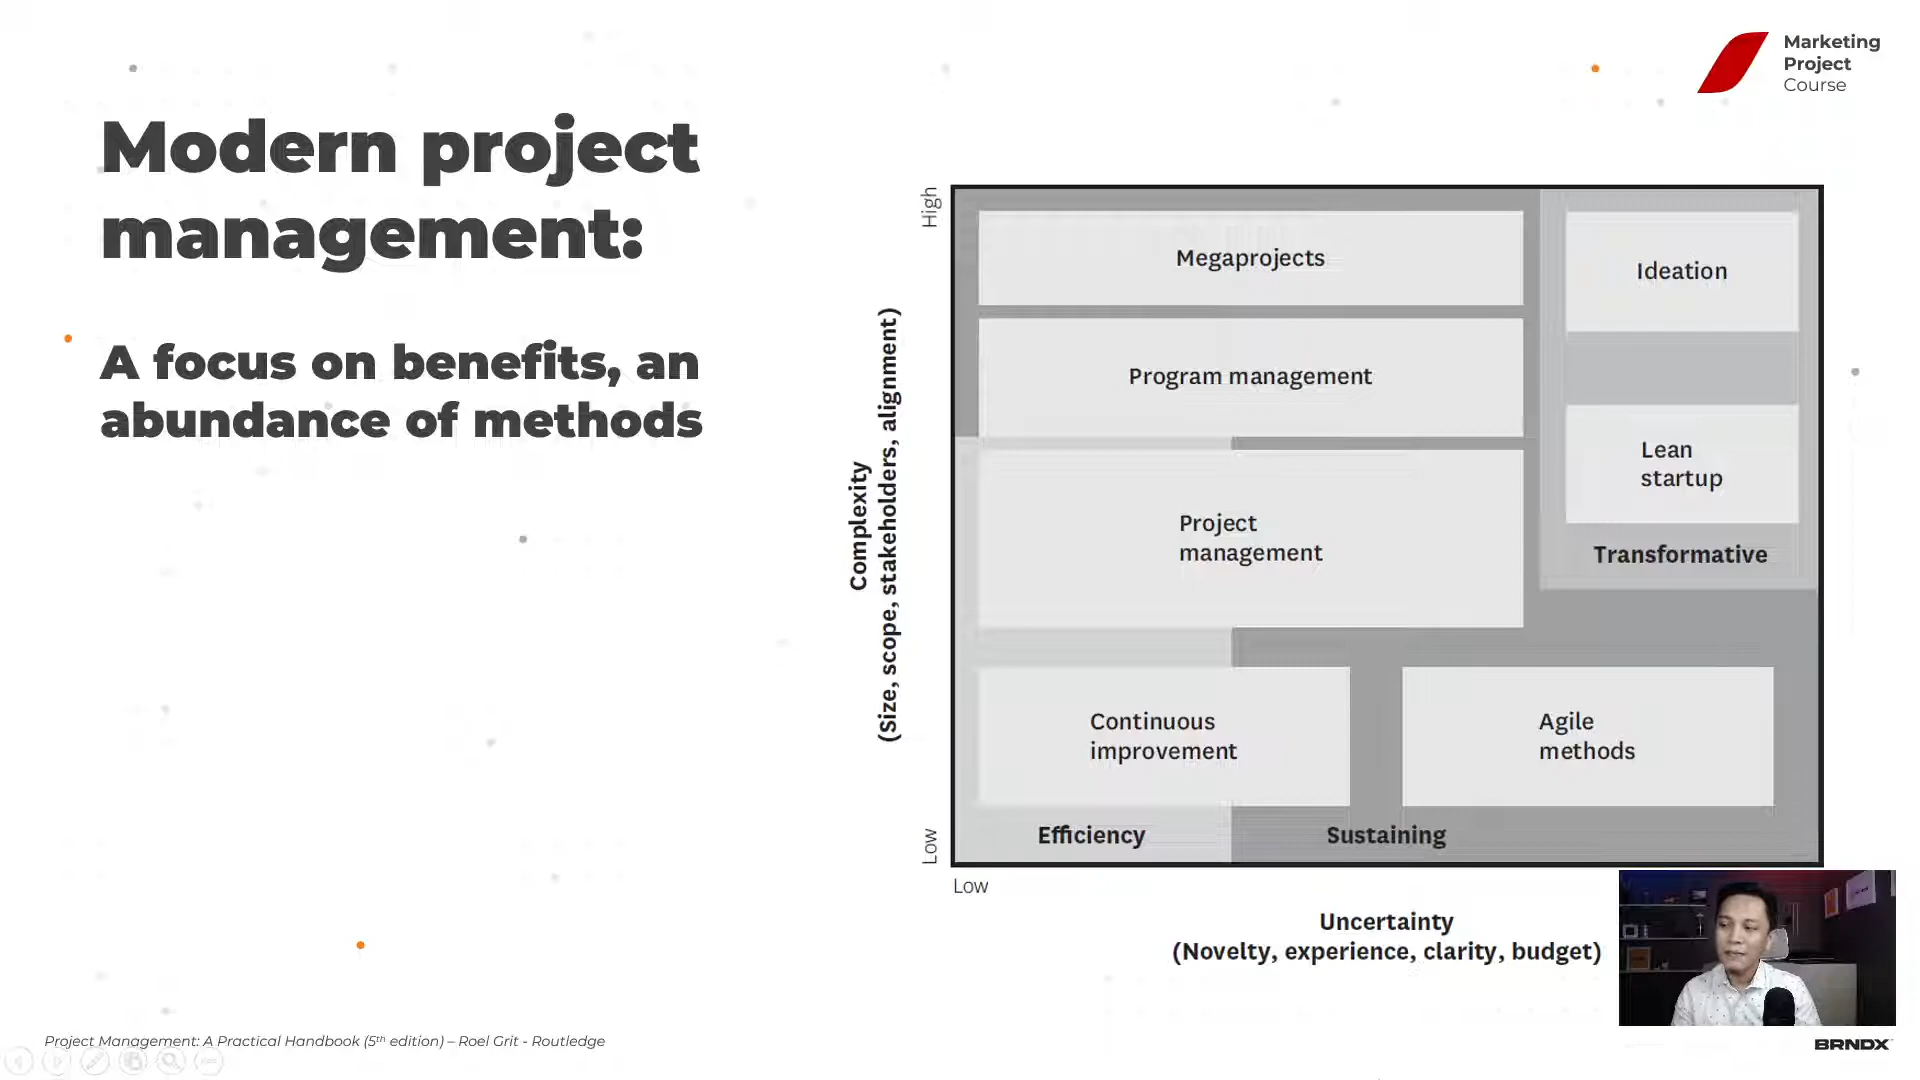 Marketing
Project
Course
Modern project
management:
A focus on benefits, an
abundance of methods
High
Complexity
(Size, scope, stakeholders, alignment)
Low
Megaprojects
Ideation
Program management
Lean
startup
Project
management
Transformative
Continuous
improvement
Agile
methods
Efficiency
Sustaining
Low
Uncertainty
(Novelty, experience, clarity, budget)
Project Management: A Practical Handbook (5th edition) – Roel Grit - Routledge
BRNDX